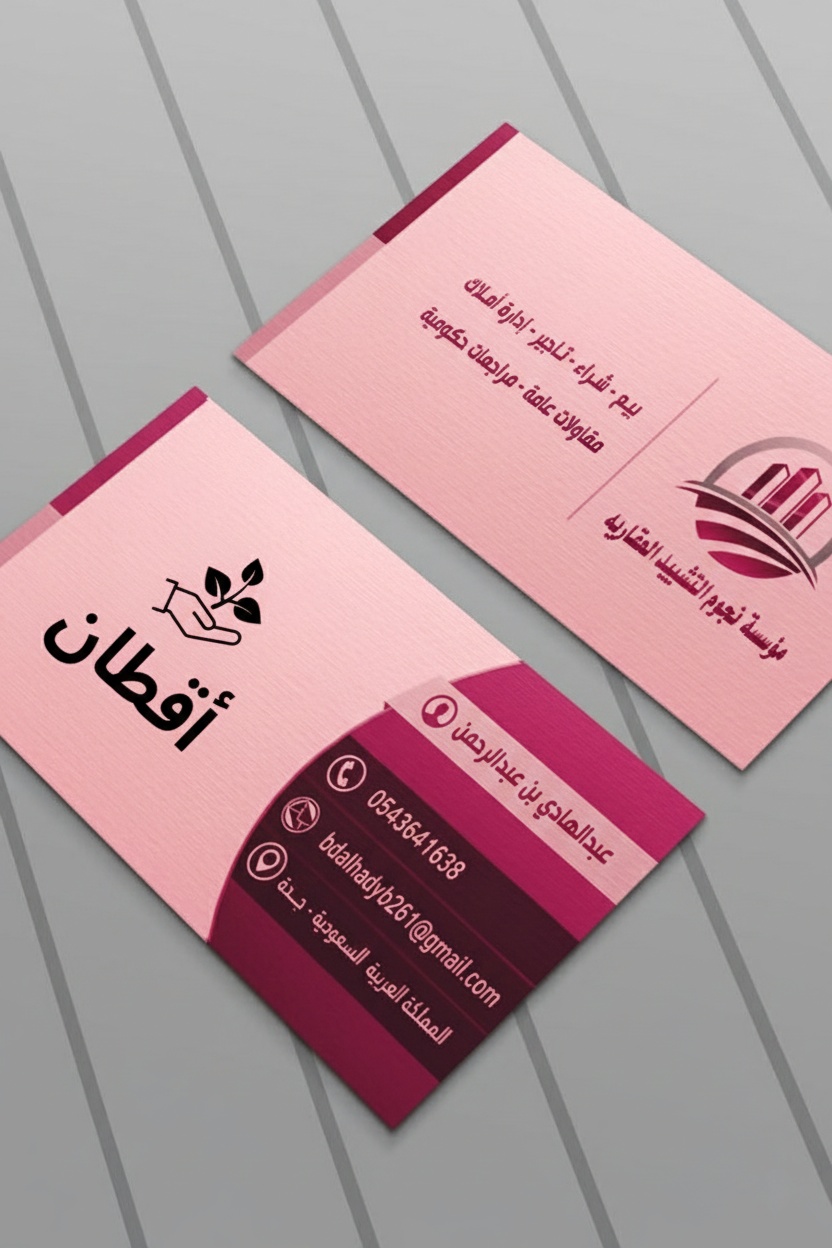 بيع - شراء - تأجير - إدارة أملاك
مقاولات عامة - مراجعات حكومية
مؤسسة نجوم التشييد العقاريه
أقطان
عبدالهادي بن عبدالرحمن
0543641638
bdalhadyb261@gmail.com
المملكة العربية السعودية - جدة